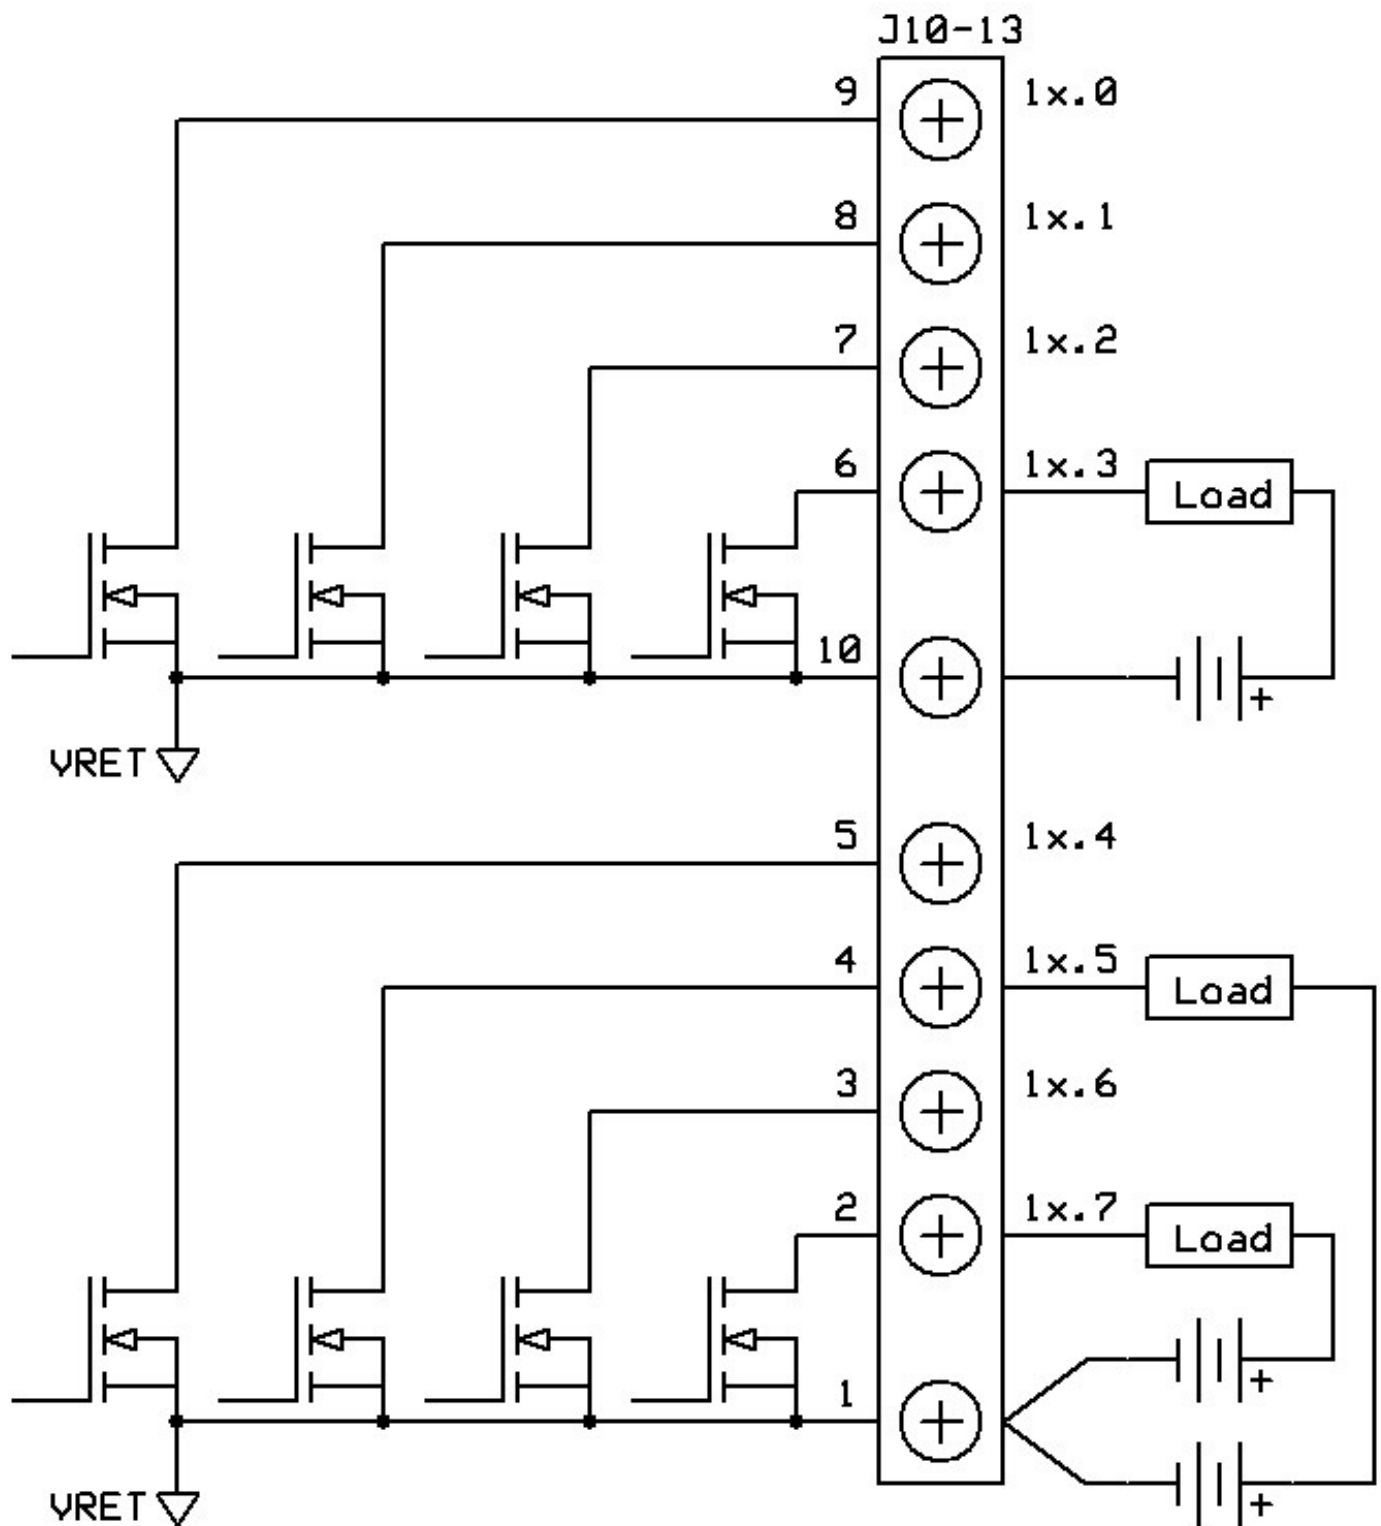 J10-13
9 1x.0
8 1x.1
7 1x.2
6 1x.3 Load
10 +
VRET
5 1x.4
4 1x.5 Load
3 1x.6
2 1x.7 Load
+
1
VRET +